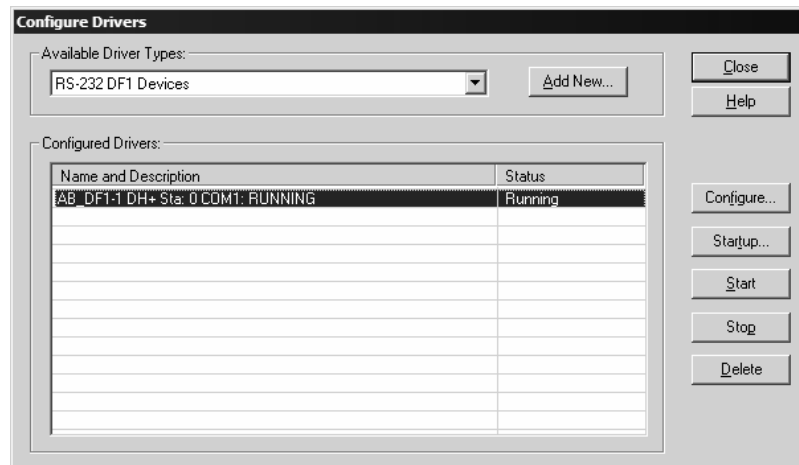 Configure Drivers
Available Driver Types:
RS-232 DF1 Devices
Add New...
Close
Help
Configured Drivers:
Name and Description Status
AB_DF1-1 DH+ Sta: 0 COM1: RUNNING Running
Configure...
Startup...
Start
Stop
Delete